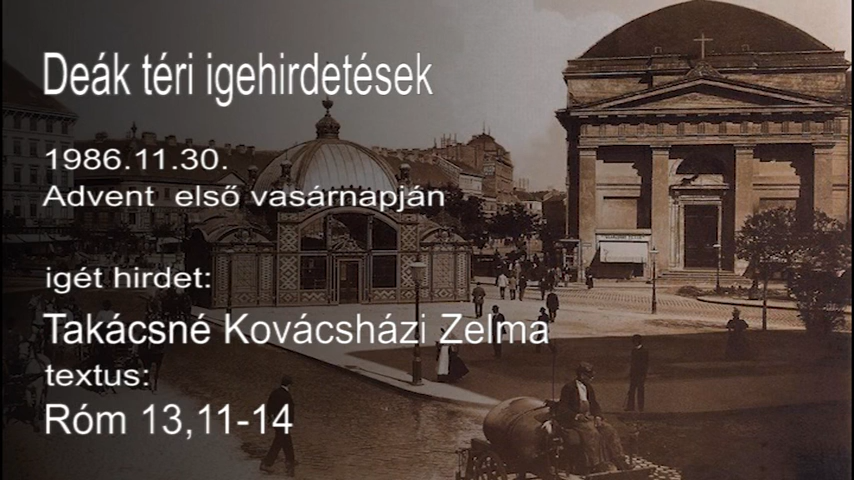 Deák téri igehirdetések
1986.11.30.
Advent első vasárnapján
igét hirdet:
Takácsné Kovácsházi Zelma
textus:
Róm 13,11-14